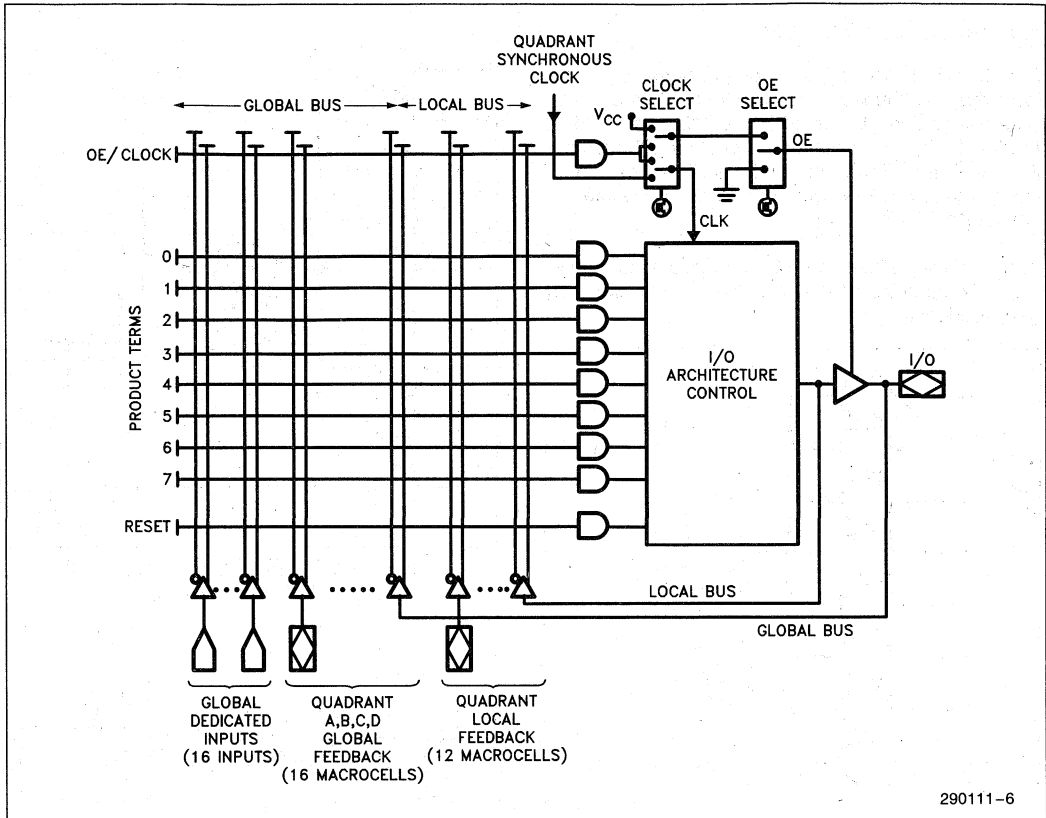 QUADRANT
SYNCHRONOUS
CLOCK
CLOCK
SELECT
OE
SELECT
GLOBAL BUS
LOCAL BUS
VCC
OE/CLOCK
OE
CLK
PRODUCT TERMS
0
1
2
3
4
5
6
7
RESET
I/O
ARCHITECTURE
CONTROL
I/O
LOCAL BUS
GLOBAL BUS
GLOBAL
DEDICATED
INPUTS
(16 INPUTS)
QUADRANT
A,B,C,D
GLOBAL
FEEDBACK
(16 MACROCELLS)
QUADRANT
LOCAL
FEEDBACK
(12 MACROCELLS)
290111-6